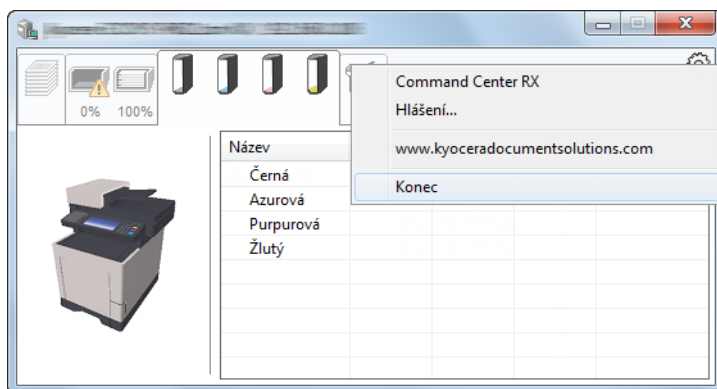 0%
100%
Command Center RX
Hlášení...
www.kyoceradocumentsolutions.com
Konec
Název
Černá
Azurová
Purpurová
Žlutý